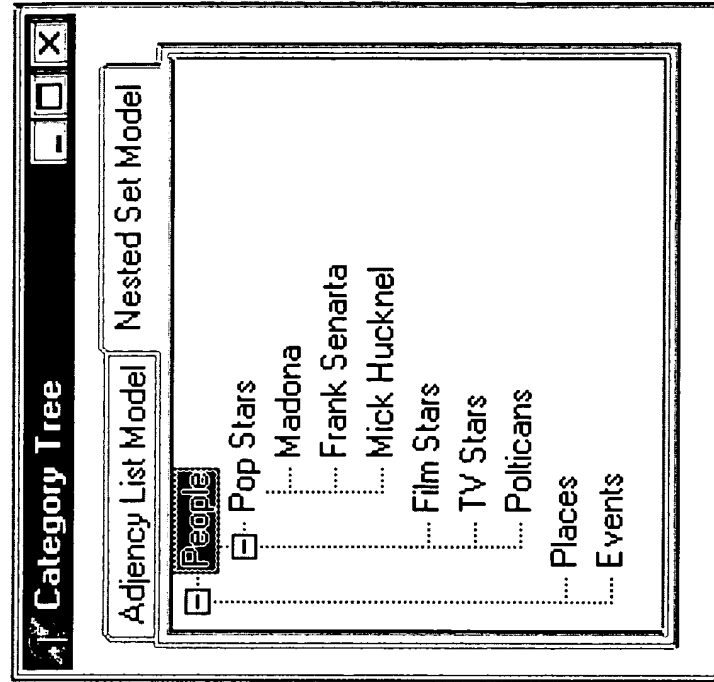 Category Tree
Adjency List Model Nested Set Model
People
Pop Stars
Madona
Frank Senarta
Mick Hucknel
Film Stars
TV Stars
Polticans
Places
Events